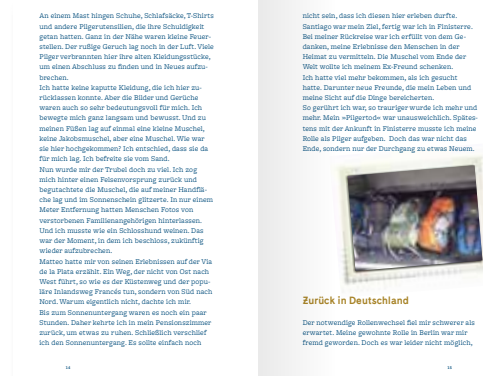 An einem Mast hingen Schuhe, Schlafsäcke, T-Shirts
und andere Pilgerutensilien, die ihre Schuldigkeit
getan hatten. Ganz in der Nähe waren kleine Feuer-
stellen. Der rußige Geruch lag noch in der Luft. Viele
Pilger verbrannten hier ihre alten Kleidungsstücke,
um einen Abschluss zu finden und in Neues aufzu-
brechen.
Ich hatte keine kaputte Kleidung, die ich hier zu-
rücklassen konnte. Aber die Bilder und Gerüche
waren auch so sehr bedeutungsvoll für mich. Ich
bewegte mich ganz langsam und bewusst. Und zu
meinen Füßen lag auf einmal eine kleine Muschel,
keine Jakobsmuschel, aber eine Muschel. Wie war
sie hier hochgekommen? Ich entschied, dass sie da
für mich lag. Ich befreite sie vom Sand.
Nun wurde mir der Trubel doch zu viel. Ich zog
mich hinter einen Felsenvorsprung zurück und
begutachtete die Muschel, die auf meiner Handflä-
che lag und im Sonnenschein glitzerte. In nur einem
Meter Entfernung hatten Menschen Fotos von
verstorbenen Familienangehörigen hinterlassen.
Und ich musste wie ein Schlosshund weinen. Das
war der Moment, in dem ich beschloss, zukünftig
wieder aufzubrechen.
Matteo hatte mir von seinen Erlebnissen auf der Via
de la Plata erzählt. Ein Weg, der nicht von Ost nach
West führt, so wie es der Küstenweg und der popu-
läre Inlandsweg Francés tun, sondern von Süd nach
Nord. Warum eigentlich nicht, dachte ich mir.
Bis zum Sonnenuntergang waren es noch ein paar
Stunden. Daher kehrte ich in mein Pensionszimmer
zurück, um etwas zu ruhen. Schließlich verschlief
ich den Sonnenuntergang. Es sollte einfach noch
14
nicht sein, dass ich diesen hier erleben durfte.
Santiago war mein Ziel, fertig war ich in Finisterre.
Bei meiner Rückreise war ich erfüllt von dem Ge-
danken, meine Erlebnisse den Menschen in der
Heimat zu vermitteln. Die Muschel vom Ende der
Welt wollte ich meinem Ex-Freund schenken.
Ich hatte viel mehr bekommen, als ich gesucht
hatte. Darunter neue Freunde, die mein Leben und
meine Sicht auf die Dinge bereicherten.
So gerührt ich war, so trauriger wurde ich mehr und
mehr. Mein »Pilgertod« war unausweichlich. Spätes-
tens mit der Ankunft in Finisterre musste ich meine
Rolle als Pilger aufgeben. Doch das war nicht das
Ende, sondern nur der Durchgang zu etwas Neuem.
Zurück in Deutschland
Der notwendige Rollenwechsel fiel mir schwerer als
erwartet. Meine gewohnte Rolle in Berlin war mir
fremd geworden. Doch es war leider nicht möglich,
15